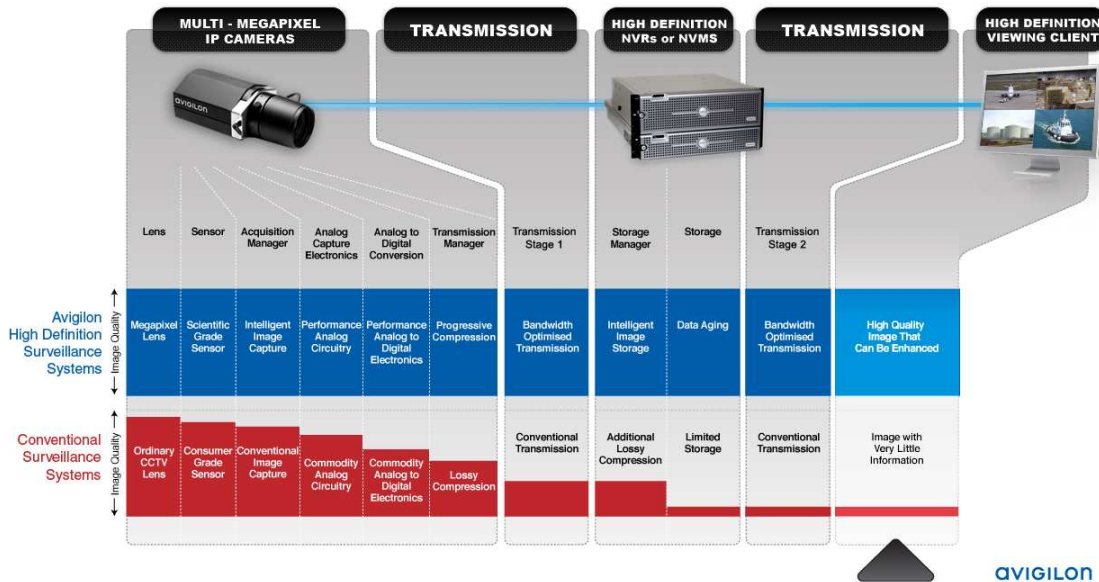 MULTI - MEGAPIXEL
IP CAMERAS
TRANSMISSION
HIGH DEFINITION
NVRs or NVMS
TRANSMISSION
HIGH DEFINITION
VIEWING CLIENT
AVIGILON
Lens
Sensor
Acquisition
Manager
Analog
Capture
Electronics
Analog to
Digital
Conversion
Transmission
Manager
Transmission
Stage 1
Storage
Manager
Storage
Transmission
Stage 2
Avigilon
High Definition
Surveillance
Systems
Image Quality
Megapixel
Lens
Scientific
Grade
Sensor
Intelligent
Image
Capture
Performance
Analog
Circuitry
Performance
Analog to
Digital
Electronics
Progressive
Compression
Bandwidth
Optimised
Transmission
Intelligent
Image
Storage
Data Aging
Bandwidth
Optimised
Transmission
High Quality
Image That
Can Be Enhanced
Conventional
Surveillance
Systems
Image Quality
Ordinary
CCTV
Lens
Consumer
Grade
Sensor
Conventional
Image
Capture
Commodity
Analog
Circuitry
Commodity
Analog to
Digital
Electronics
Lossy
Compression
Conventional
Transmission
Additional
Lossy
Compression
Limited
Storage
Conventional
Transmission
Image with
Very Little
Information
AVIGILON